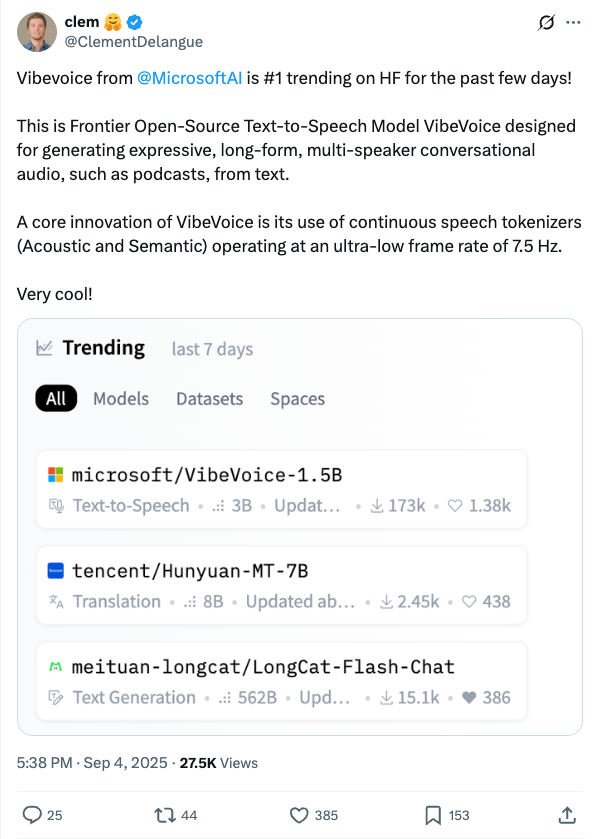 clem 🤗
@ClementDelangue
Vibevoice from @MicrosoftAI is #1 trending on HF for the past few days!
This is Frontier Open-Source Text-to-Speech Model VibeVoice designed
for generating expressive, long-form, multi-speaker conversational
audio, such as podcasts, from text.
A core innovation of VibeVoice is its use of continuous speech tokenizers
(Acoustic and Semantic) operating at an ultra-low frame rate of 7.5 Hz.
Very cool!
Trending last 7 days
All Models Datasets Spaces
microsoft/VibeVoice-1.5B
Text-to-Speech • 3B • Updat... • 173k • 1.38k
tencent/Hunyuan-MT-7B
Translation • 8B • Updated ab... • 2.45k • 438
meituan-longcat/LongCat-Flash-Chat
Text Generation • 562B • Upd... • 15.1k • 386
5:38 PM · Sep 4, 2025 · 27.5K Views
25 44 385 153